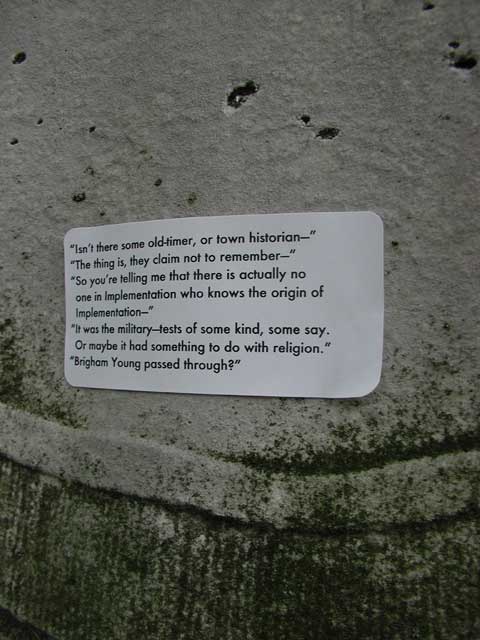 “Isn’t there some old-timer, or town historian—”
“The thing is, they claim not to remember—”
“So you’re telling me that there is actually no
one in Implementation who knows the origin of
Implementation—”
“It was the military—tests of some kind, some say.
Or maybe it had something to do with religion.”
“Brigham Young passed through?”